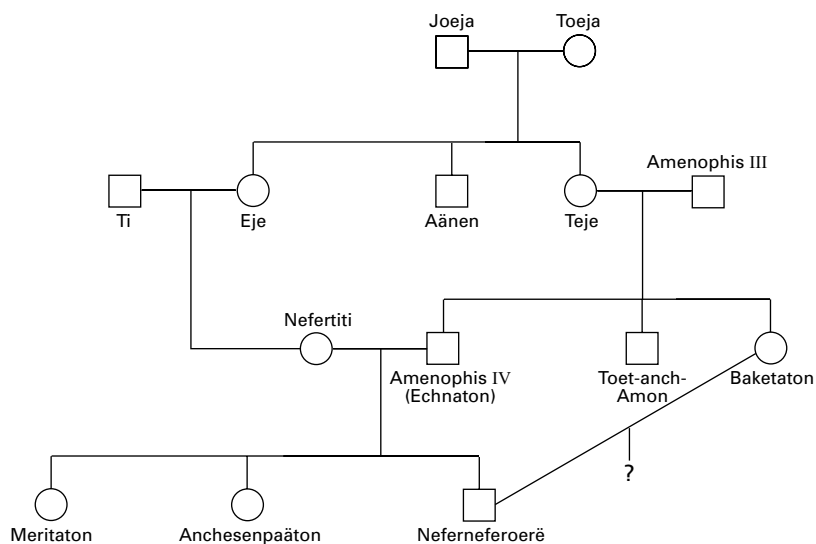 Joeja
Toeja
Amenophis III
Ti
Eje
Aänen
Teje
Nefertiti
Amenophis IV
(Echnaton)
Toet-anch-
Amon
Baketaton
?
Meritaton
Anchesenpaäton
Neferneferoerë